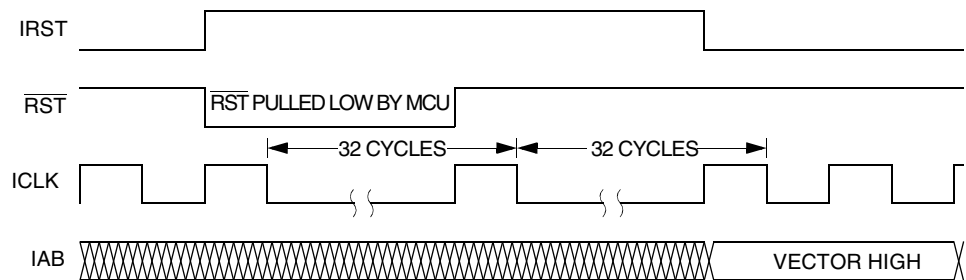 IRST
RST
RST PULLED LOW BY MCU
32 CYCLES 32 CYCLES
ICLK
IAB
VECTOR HIGH